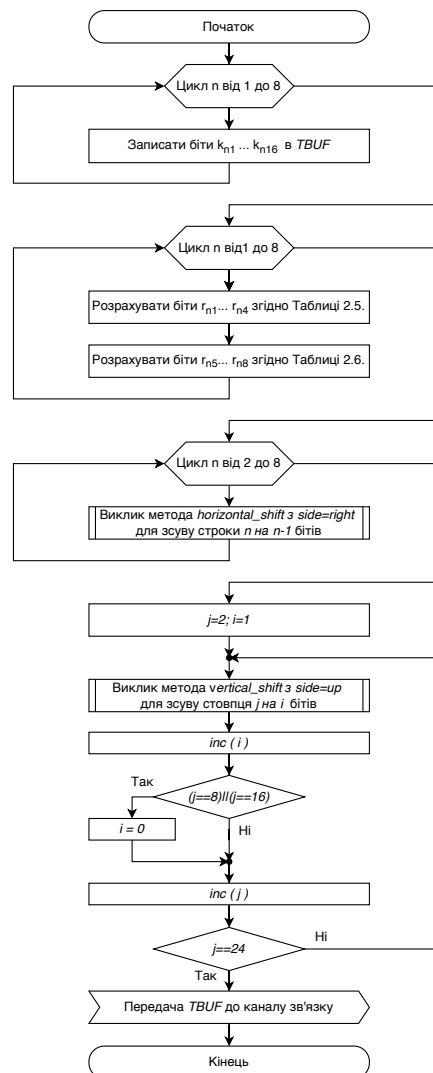 Початок
Цикл n від 1 до 8
Записати біти kn1 ... kn16 в TBUF
Цикл n від1 до 8
Розрахувати біти rn1... rn4 згідно Таблиці 2.5.
Розрахувати біти rn5... rn8 згідно Таблиці 2.6.
Цикл n від 2 до 8
Виклик метода horizontal_shift з side=right
для зсуву строки n на n-1 бітів
j=2; i=1
Виклик метода vertical_shift з side=up
для зсуву стовпця j на i бітів
inc ( i )
Так
(j==8)||(j==16)
i = 0
Ні
inc ( j )
j==24
Ні
Так
Передача TBUF до каналу зв'язку
Кінець